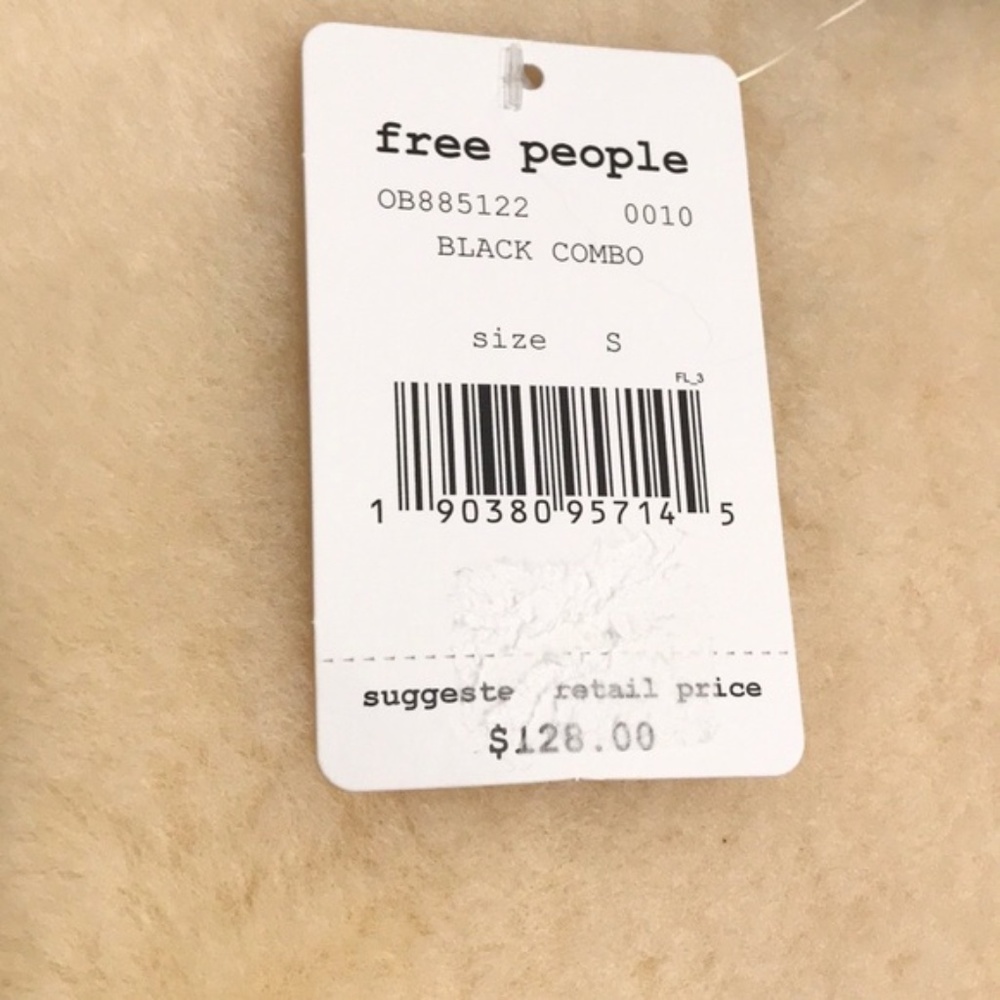 free people
OB885122 0010
BLACK COMBO
size S
FL_3
1 90380 95714 5
suggeste retail price
$128.00